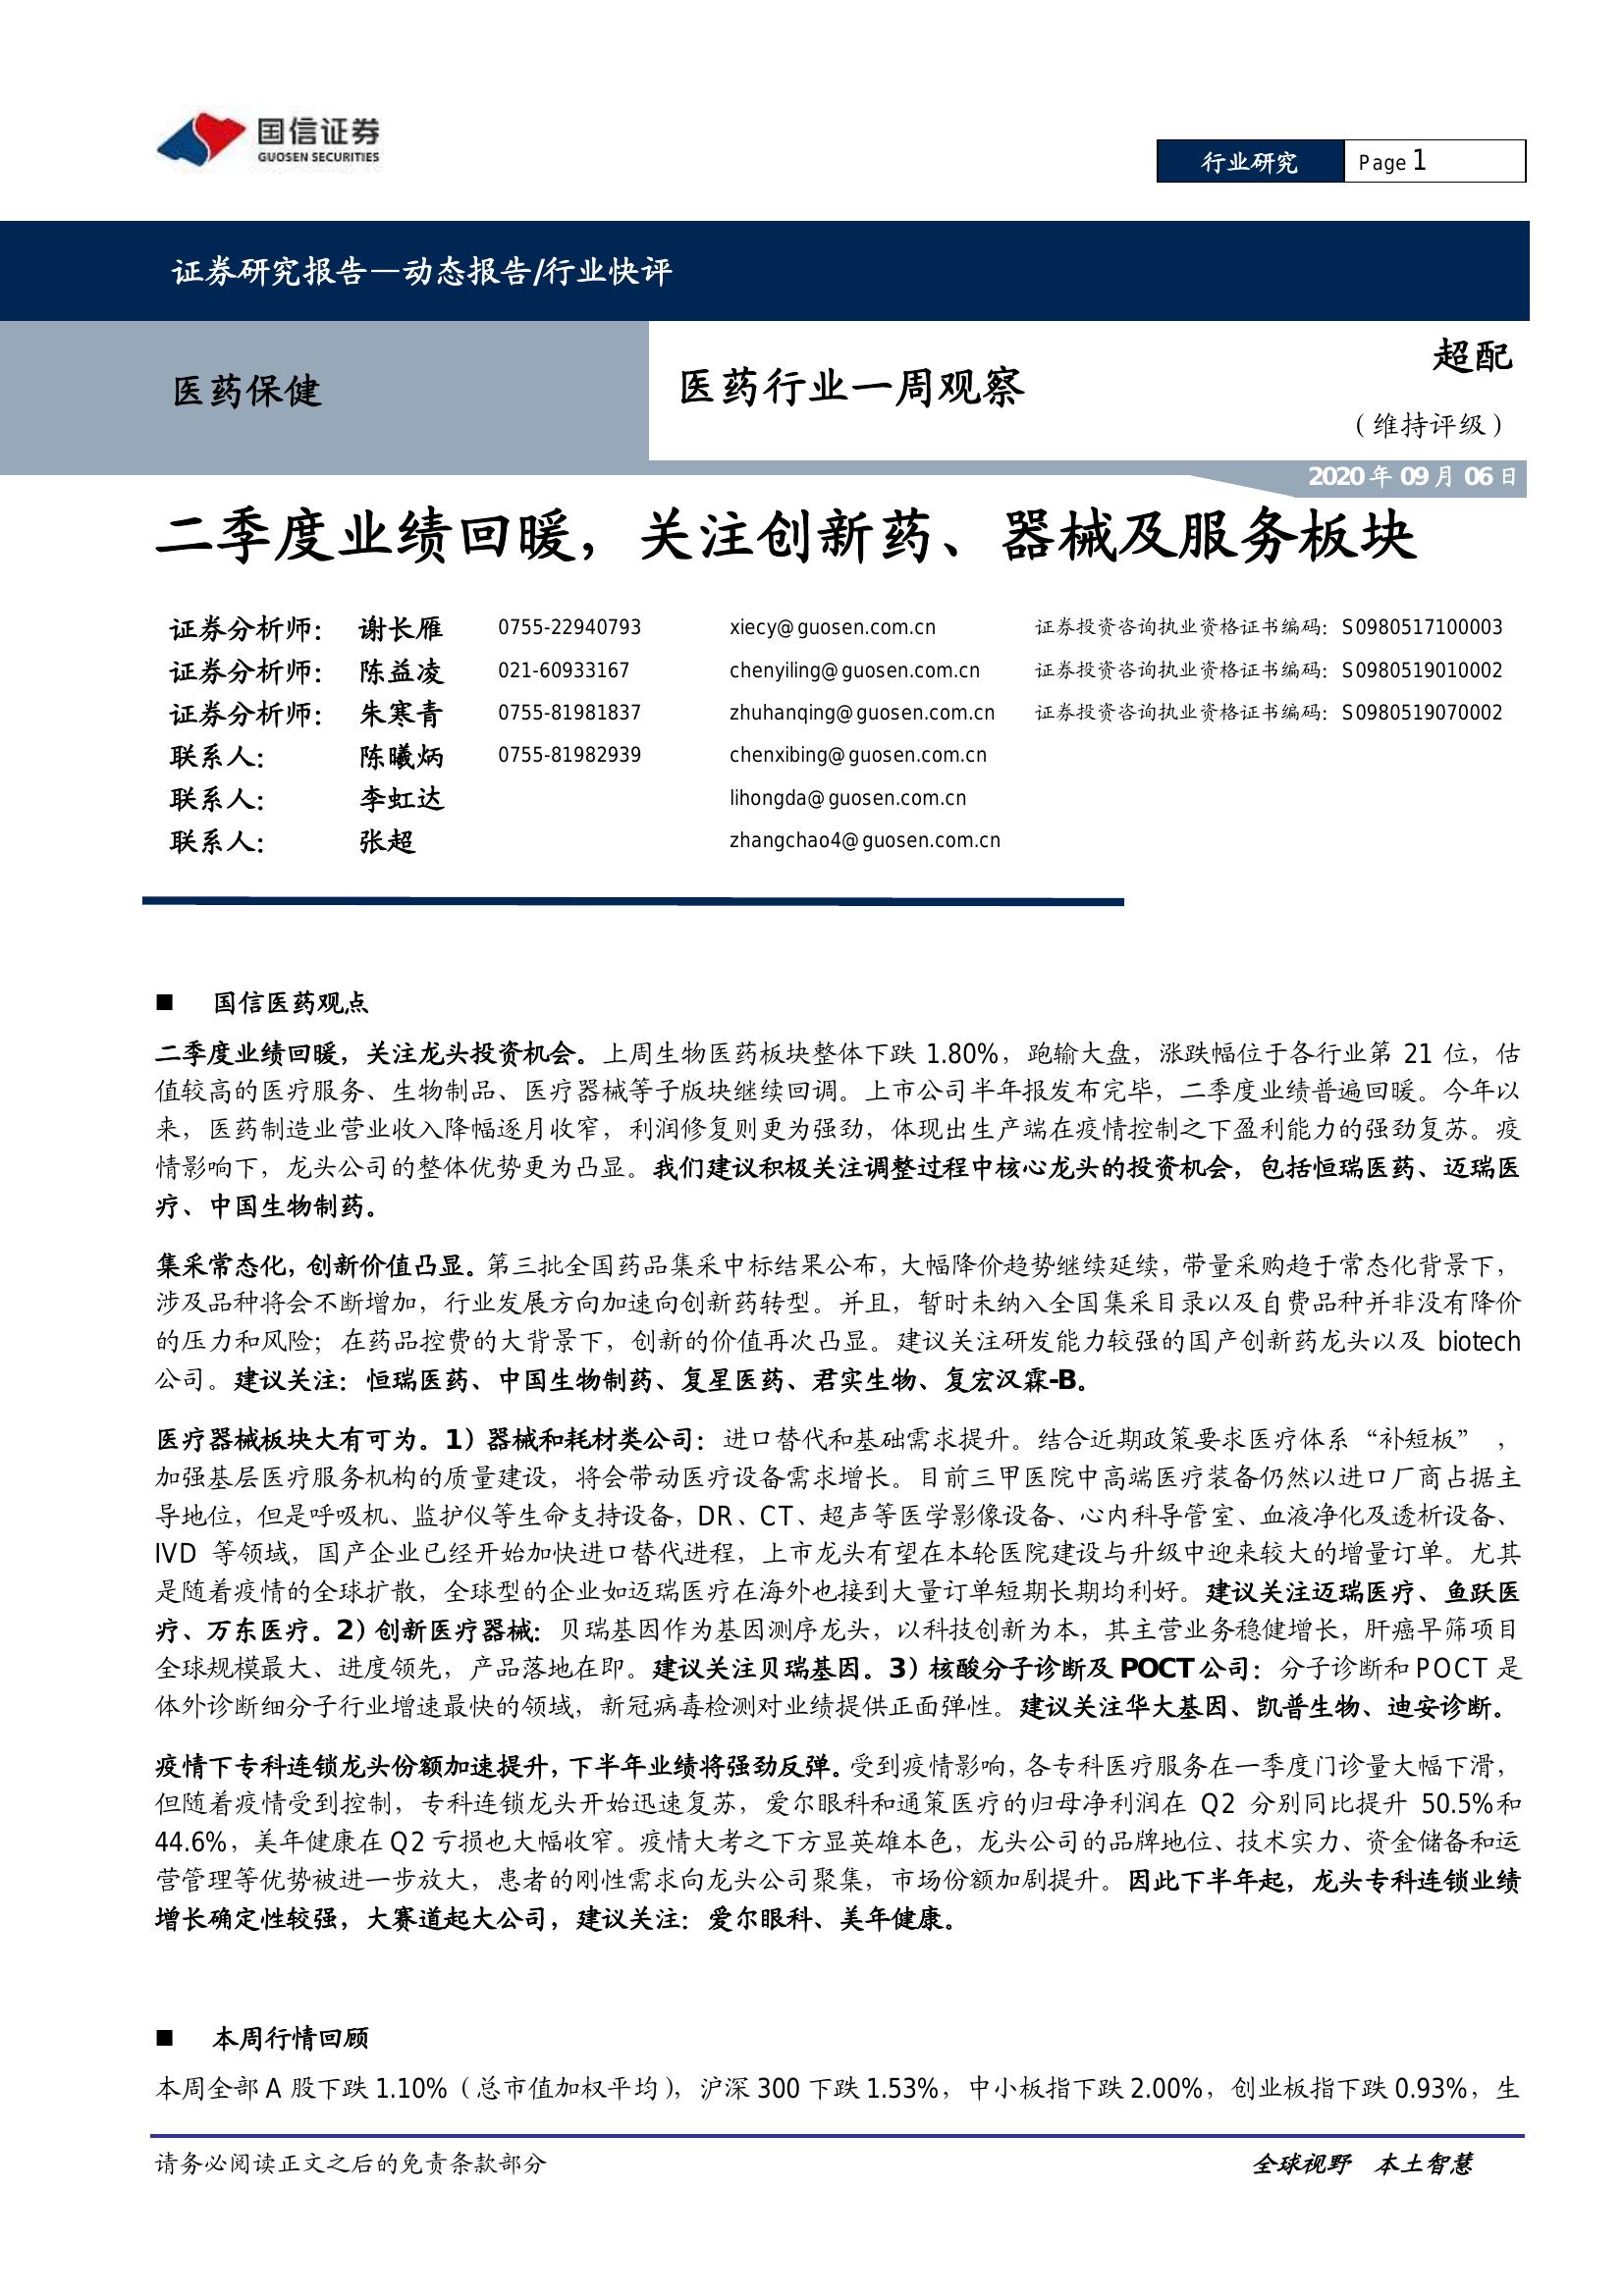 国信证券
GUOSEN SECURITIES
行业研究 Page 1
证券研究报告—动态报告/行业快评
医药保健
医药行业一周观察
超配
（维持评级）
2020 年 09 月 06 日
二季度业绩回暖，关注创新药、器械及服务板块
证券分析师： 谢长雁 0755-22940793 xiecy@guosen.com.cn 证券投资咨询执业资格证书编码：S0980517100003
证券分析师： 陈益凌 021-60933167 chenyiling@guosen.com.cn 证券投资咨询执业资格证书编码：S0980519010002
证券分析师： 朱寒青 0755-81981837 zhuhanqing@guosen.com.cn 证券投资咨询执业资格证书编码：S0980519070002
联系人： 陈曦炳 0755-81982939 chenxibing@guosen.com.cn
联系人： 李虹达 lihongda@guosen.com.cn
联系人： 张超 zhangchao4@guosen.com.cn
■ 国信医药观点
二季度业绩回暖，关注龙头投资机会。上周生物医药板块整体下跌 1.80%，跑输大盘，涨跌幅位于各行业第 21 位，估
值较高的医疗服务、生物制品、医疗器械等子版块继续回调。上市公司半年报发布完毕，二季度业绩普遍回暖。今年以
来，医药制造业营业收入降幅逐月收窄，利润修复则更为强劲，体现出生产端在疫情控制之下盈利能力的强劲复苏。疫
情影响下，龙头公司的整体优势更为凸显。我们建议积极关注调整过程中核心龙头的投资机会，包括恒瑞医药、迈瑞医
疗、中国生物制药。
集采常态化，创新价值凸显。第三批全国药品集采中标结果公布，大幅降价趋势继续延续，带量采购趋于常态化背景下，
涉及品种将会不断增加，行业发展方向加速向创新药转型。并且，暂时未纳入全国集采目录以及自费品种并非没有降价
的压力和风险；在药品控费的大背景下，创新的价值再次凸显。建议关注研发能力较强的国产创新药龙头以及 biotech
公司。建议关注：恒瑞医药、中国生物制药、复星医药、君实生物、复宏汉霖-B。
医疗器械板块大有可为。1）器械和耗材类公司：进口替代和基础需求提升。结合近期政策要求医疗体系“补短板”，
加强基层医疗服务机构的质量建设，将会带动医疗设备需求增长。目前三甲医院中高端医疗装备仍然以进口厂商占据主
导地位，但是呼吸机、监护仪等生命支持设备，DR、CT、超声等医学影像设备、心内科导管室、血液净化及透析设备、
IVD 等领域，国产企业已经开始加快进口替代进程，上市龙头有望在本轮医院建设与升级中迎来较大的增量订单。尤其
是随着疫情的全球扩散，全球型的企业如迈瑞医疗在海外也接到大量订单短期长期均利好。建议关注迈瑞医疗、鱼跃医
疗、万东医疗。2）创新医疗器械：贝瑞基因作为基因测序龙头，以科技创新为本，其主营业务稳健增长，肝癌早筛项目
全球规模最大、进度领先，产品落地在即。建议关注贝瑞基因。3）核酸分子诊断及 POCT 公司：分子诊断和 POCT 是
体外诊断细分子行业增速最快的领域，新冠病毒检测对业绩提供正面弹性。建议关注华大基因、凯普生物、迪安诊断。
疫情下专科连锁龙头份额加速提升，下半年业绩将强劲反弹。受到疫情影响，各专科医疗服务在一季度门诊量大幅下滑，
但随着疫情受到控制，专科连锁龙头开始迅速复苏，爱尔眼科和通策医疗的归母净利润在 Q2 分别同比提升 50.5%和
44.6%，美年健康在 Q2 亏损也大幅收窄。疫情大考之下方显英雄本色，龙头公司的品牌地位、技术实力、资金储备和运
营管理等优势被进一步放大，患者的刚性需求向龙头公司聚集，市场份额加剧提升。因此下半年起，龙头专科连锁业绩
增长确定性较强，大赛道起大公司，建议关注：爱尔眼科、美年健康。
■ 本周行情回顾
本周全部 A 股下跌 1.10%（总市值加权平均），沪深 300 下跌 1.53%，中小板指下跌 2.00%，创业板指下跌 0.93%，生
请务必阅读正文之后的免责条款部分
全球视野 本土智慧